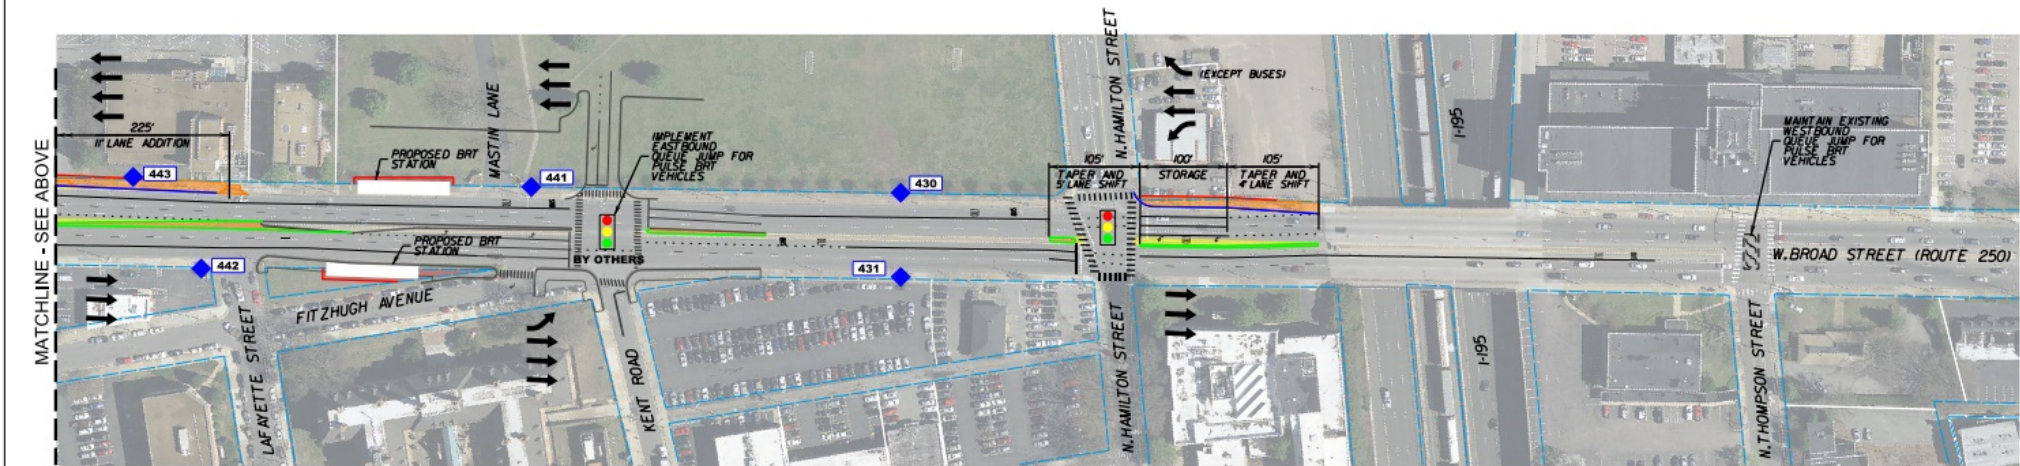 MATCHLINE - SEE ABOVE
225'
11' LANE ADDITION
443
PROPOSED BRT
STATION
MASTIN LANE
441
IMPLEMENT
EASTBOUND
QUEUE JUMP FOR
PULSE BRT
VEHICLES
430
N.HAMILTON STREET
(EXCEPT BUSES)
105'
TAPER AND
5' LANE SHIFT
100'
STORAGE
105'
TAPER AND
4' LANE SHIFT
I-195
MAINTAIN EXISTING
WESTBOUND
QUEUE JUMP FOR
PULSE BRT
VEHICLES
442
PROPOSED BRT
STATION
BY OTHERS
431
W.BROAD STREET (ROUTE 250)
LAFAYETTE STREET
FITZHUGH AVENUE
KENT ROAD
N.HAMILTON STREET
I-195
N.THOMPSON STREET